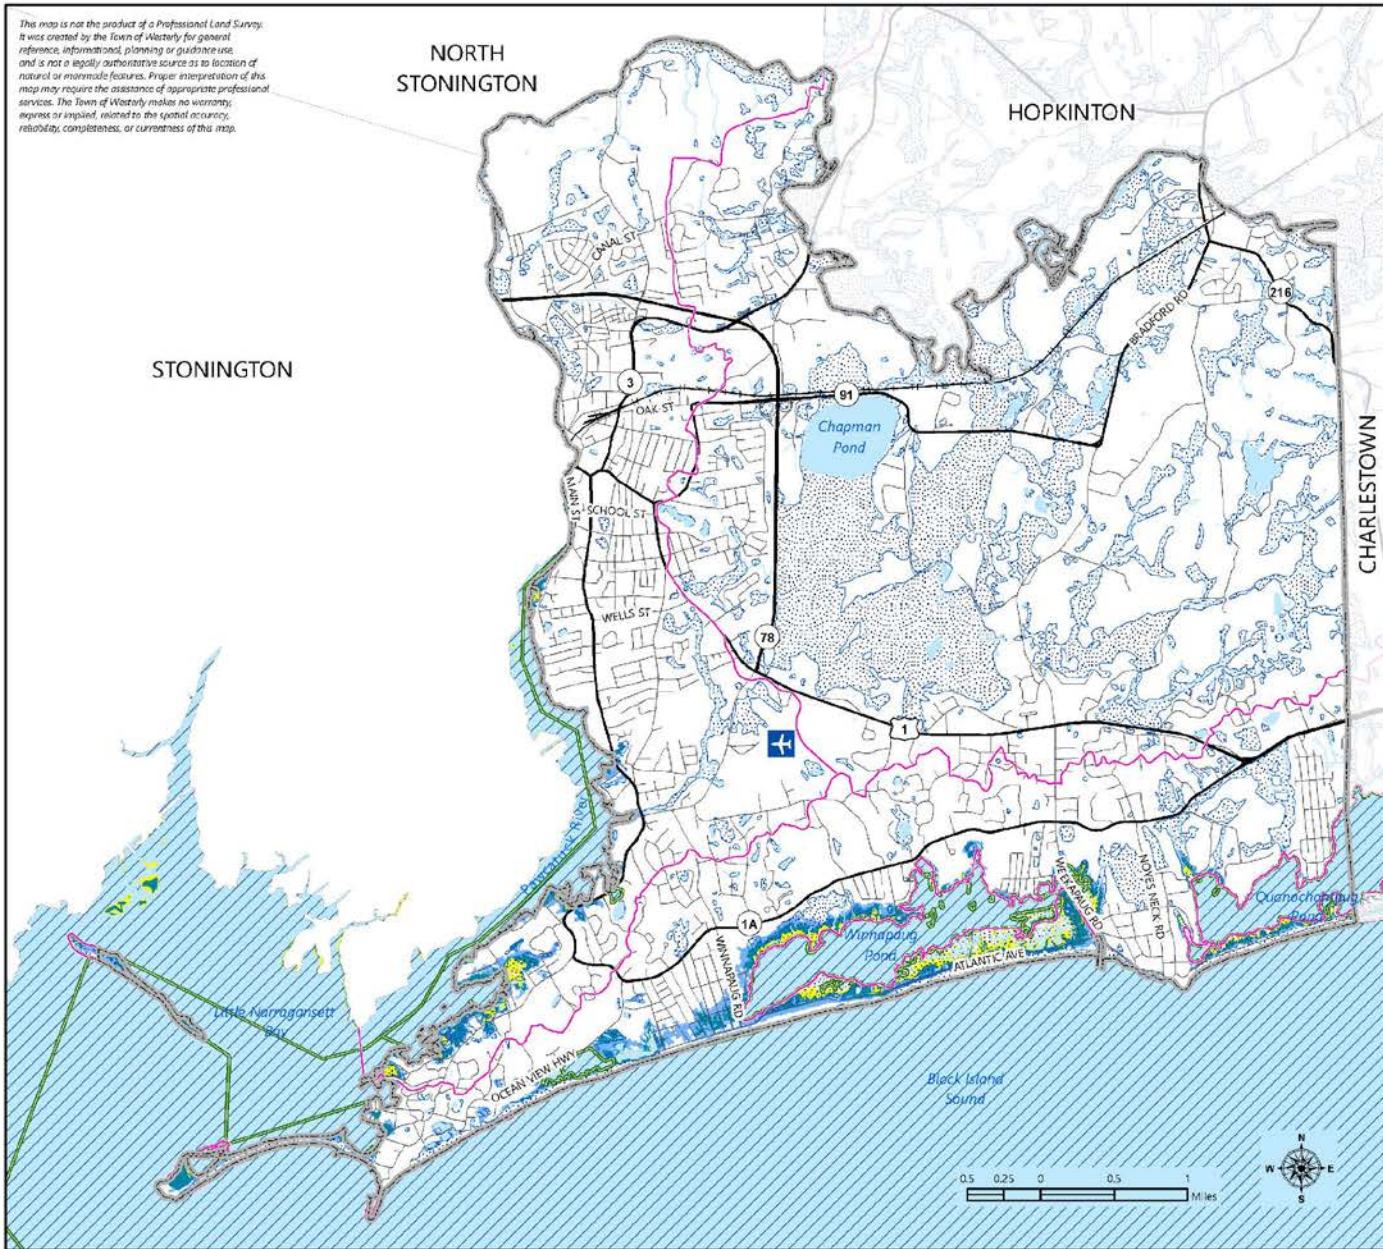 This map is not the product of a Professional Land Survey.
It was created by the Town of Westerly for general
reference, informational, planning or guidance use,
and is not a legally authoritative source as to location of
natural or manmade features. Proper interpretation of this
map may require the assistance of appropriate professional
services. The Town of Westerly makes no warranty,
express or implied, related to the spatial accuracy,
reliability, completeness, or currentness of this map.
NORTH
STONINGTON
HOPKINTON
CANAL ST
216
BRADFORD RD
STONINGTON
3
91
OAK ST
Chapman
Pond
CHARLESTOWN
MAIN ST
SCHOOL ST
WELLS ST
78
1
Pawcatuck River
WEEKAPAUG RD
NOYES NECK RD
Quanochontaug
Pond
1A
Winnapaug
Pond
WINNAPAUG RD
ATLANTIC AVE
Little Narragansett
Bay
OCEAN VIEW HWY
Block Island
Sound
N
W
E
S
0.5 0.25 0 0.5 1
Miles